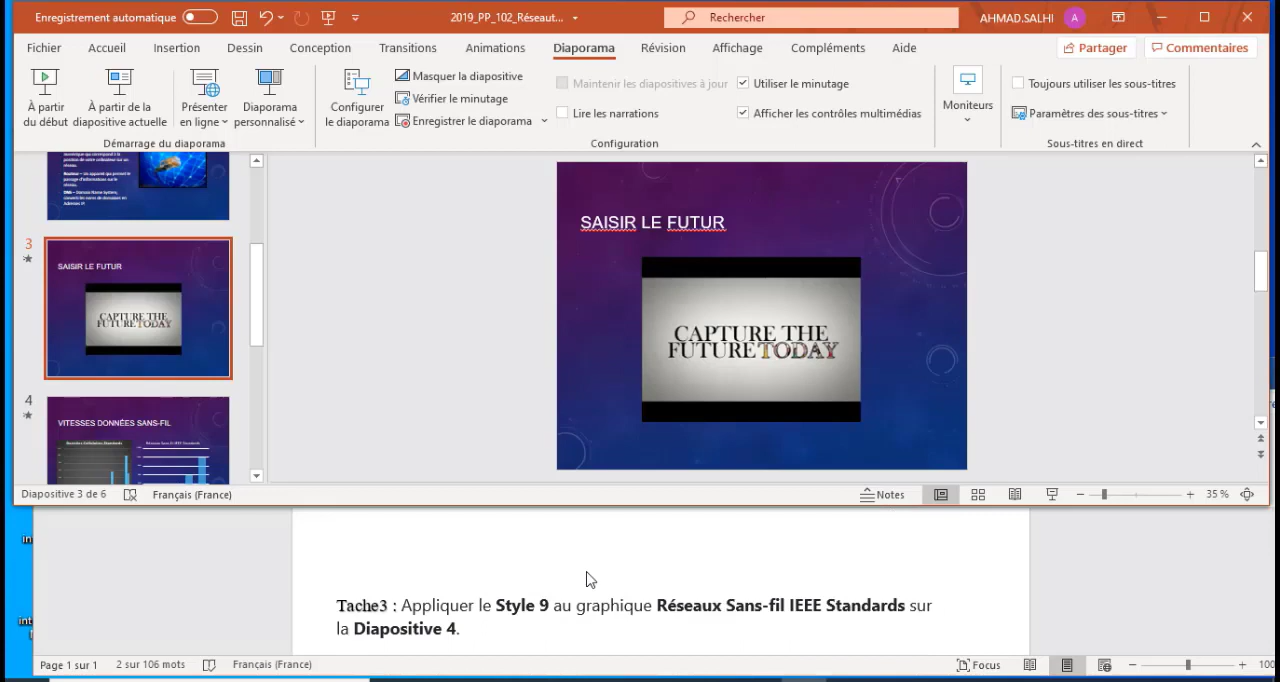 Enregistrement automatique
2019_PP_102_Réseaut...
Rechercher
AHMAD.SALHI
A
Fichier Accueil Insertion Dessin Conception Transitions Animations Diaporama Révision Affichage Compléments Aide
Partager
Commentaires
À partir
du début
À partir de la
diapositive actuelle
Présenter
en ligne
Diaporama
personnalisé
Démarrage du diaporama
Configurer
le diaporama
Masquer la diapositive
Vérifier le minutage
Enregistrer le diaporama
Maintenir les diapositives à jour
Lire les narrations
Utiliser le minutage
Afficher les contrôles multimédias
Configuration
Moniteurs
Toujours utiliser les sous-titres
Paramètres des sous-titres
Sous-titres en direct
3
SAISIR LE FUTUR
CAPTURE THE
FUTURE TODAY
4
VITESSES DONNÉES SANS-FIL
SAISIR LE FUTUR
CAPTURE THE
FUTURE TODAY
Diapositive 3 de 6
Français (France)
Notes
35 %
in
int
Tache3 : Appliquer le Style 9 au graphique Réseaux Sans-fil IEEE Standards sur
la Diapositive 4.
Page 1 sur 1
2 sur 106 mots
Français (France)
Focus
100